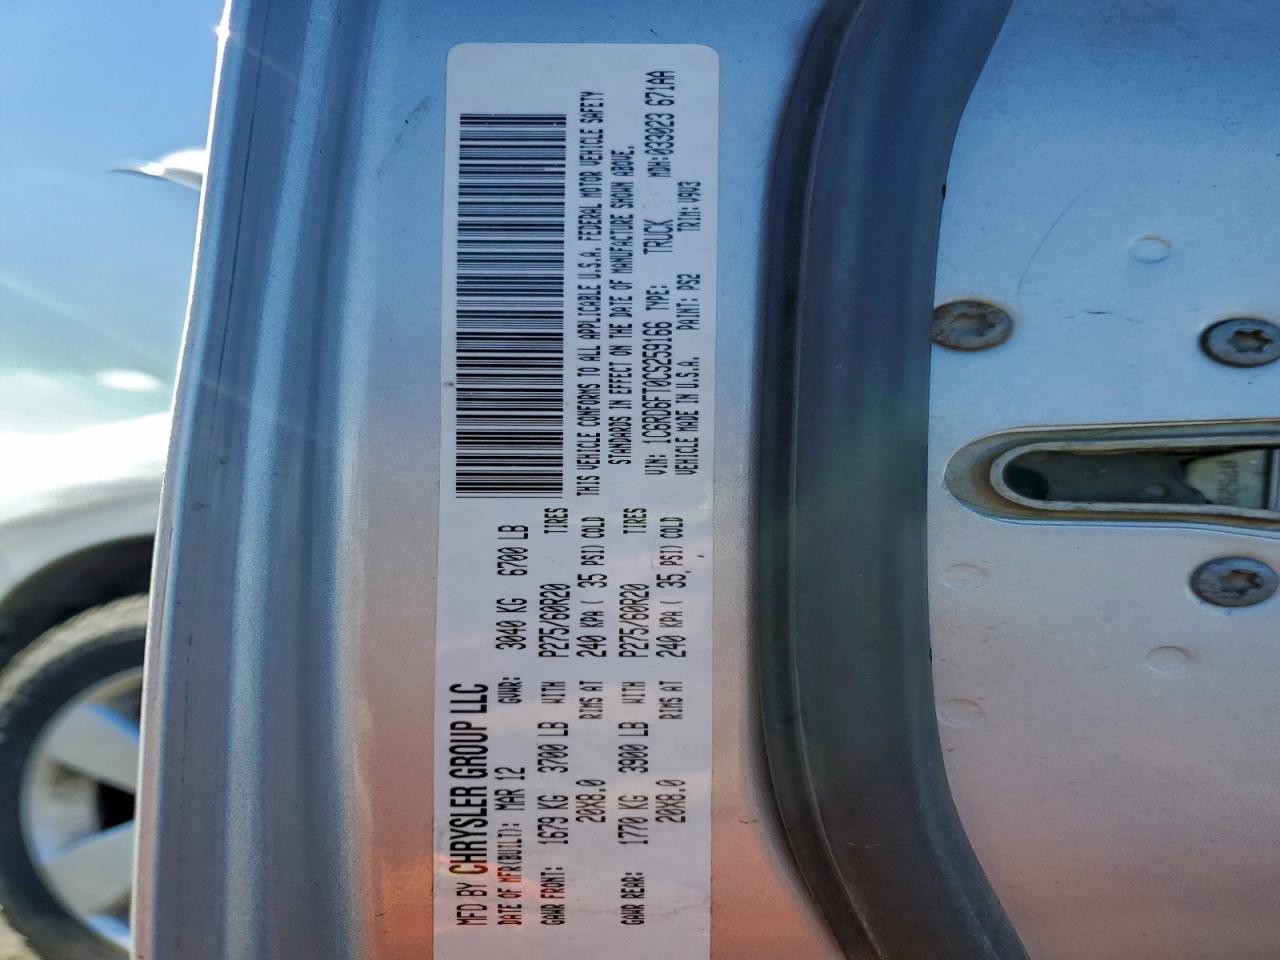 MFD BY CHRYSLER GROUP LLC
DATE OF MFR(BUILT): MAR 12 GVWR: 3040 KG 6700 LB
GAWR FRONT: 1679 KG 3700 LB WITH P275/60R20 TIRES
20X8.0 RIMS AT 240 KPA ( 35 PSI) COLD
GAWR REAR: 1770 KG 3900 LB WITH P275/60R20 TIRES
20X8.0 RIMS AT 240 KPA ( 35 PSI) COLD
THIS VEHICLE CONFORMS TO ALL APPLICABLE U.S.A. FEDERAL MOTOR VEHICLE SAFETY
STANDARDS IN EFFECT ON THE DATE OF MANUFACTURE SHOWN ABOVE.
VIN: 1C6RD6FT0CS259166 TYPE: TRUCK MDH:033023 671AA
VEHICLE MADE IN U.S.A. PAINT: PS2 TRIM: V9V3